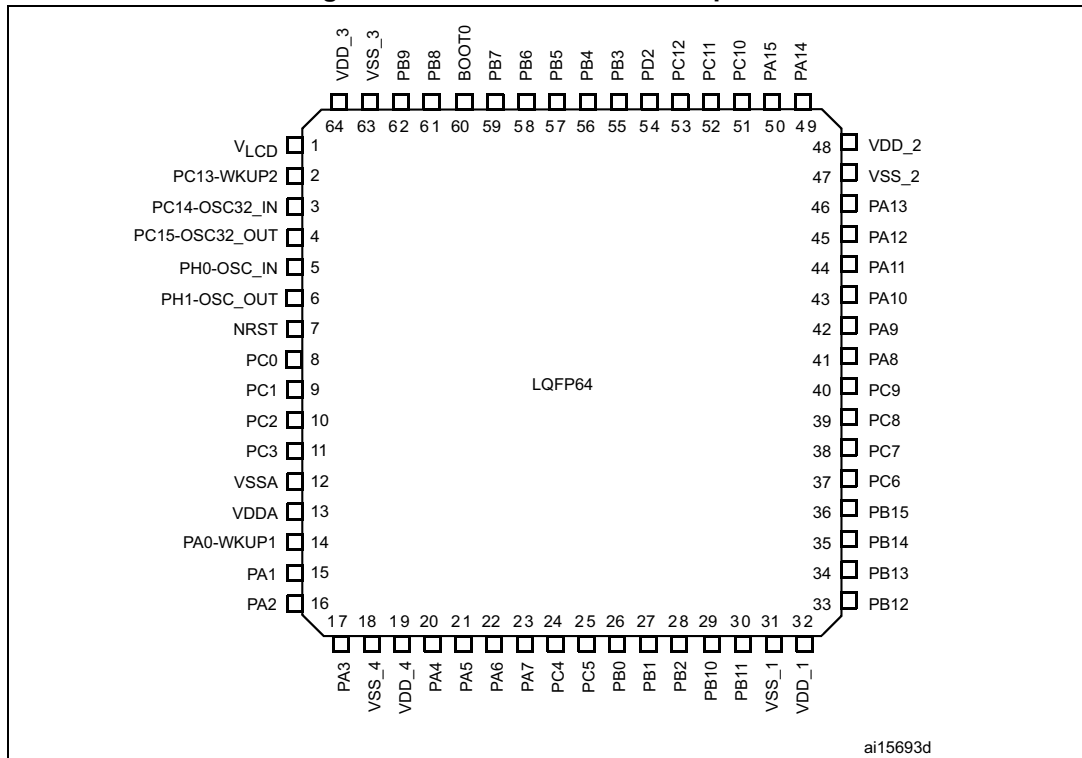 VDD_3
VSS_3
PB9
PB8
BOOT0
PB7
PB6
PB5
PB4
PB3
PD2
PC12
PC11
PC10
PA15
PA14
64 63 62 61 60 59 58 57 56 55 54 53 52 51 50 49
VLCD 1
PC13-WKUP2 2
PC14-OSC32_IN 3
PC15-OSC32_OUT 4
PH0-OSC_IN 5
PH1-OSC_OUT 6
NRST 7
PC0 8
PC1 9
PC2 10
PC3 11
VSSA 12
VDDA 13
PA0-WKUP1 14
PA1 15
PA2 16
LQFP64
48 VDD_2
47 VSS_2
46 PA13
45 PA12
44 PA11
43 PA10
42 PA9
41 PA8
40 PC9
39 PC8
38 PC7
37 PC6
36 PB15
35 PB14
34 PB13
33 PB12
17 18 19 20 21 22 23 24 25 26 27 28 29 30 31 32
PA3
VSS_4
VDD_4
PA4
PA5
PA6
PA7
PC4
PC5
PB0
PB1
PB2
PB10
PB11
VSS_1
VDD_1
ai15693d